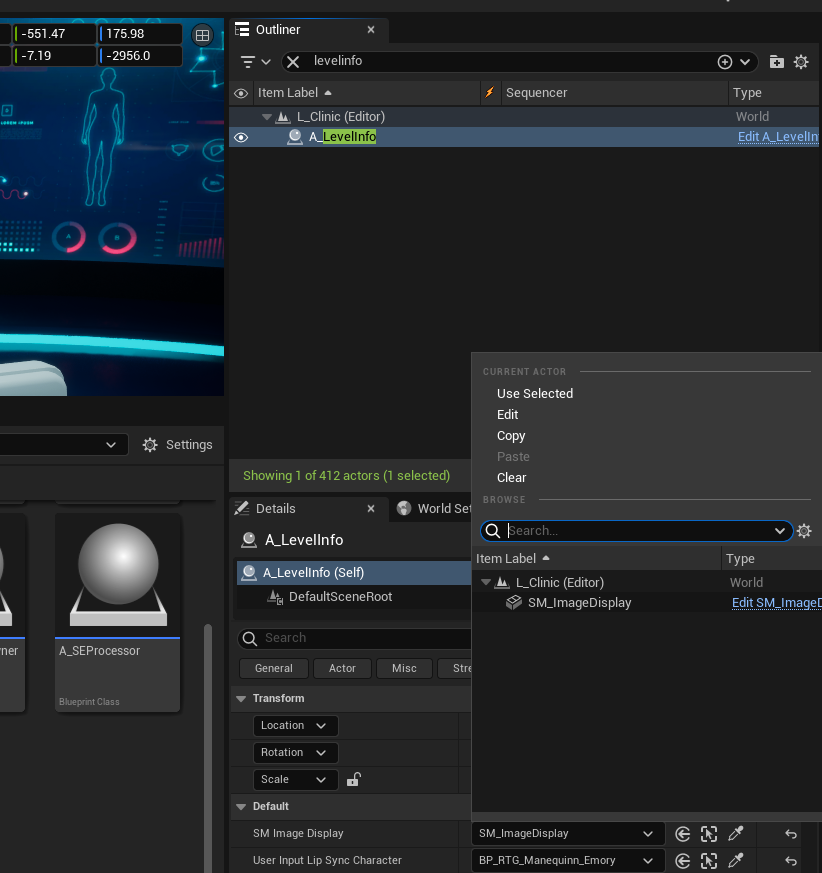 -551.47 175.98
-7.19 -2956.0
Outliner
levelinfo
Item Label Sequencer Type
L_Clinic (Editor) World
A_LevelInfo Edit A_LevelIn
Settings
Showing 1 of 412 actors (1 selected)
CURRENT ACTOR
Use Selected
Edit
Copy
Paste
Clear
BROWSE
Search...
Item Label Type
L_Clinic (Editor) World
SM_ImageDisplay Edit SM_ImageD
Details World Set
A_LevelInfo
A_LevelInfo (Self)
DefaultSceneRoot
Search
General Actor Misc Stre
Transform
Location
Rotation
Scale
Default
SM Image Display SM_ImageDisplay
User Input Lip Sync Character BP_RTG_Manequinn_Emory
ner A_SEProcessor
Blueprint Class